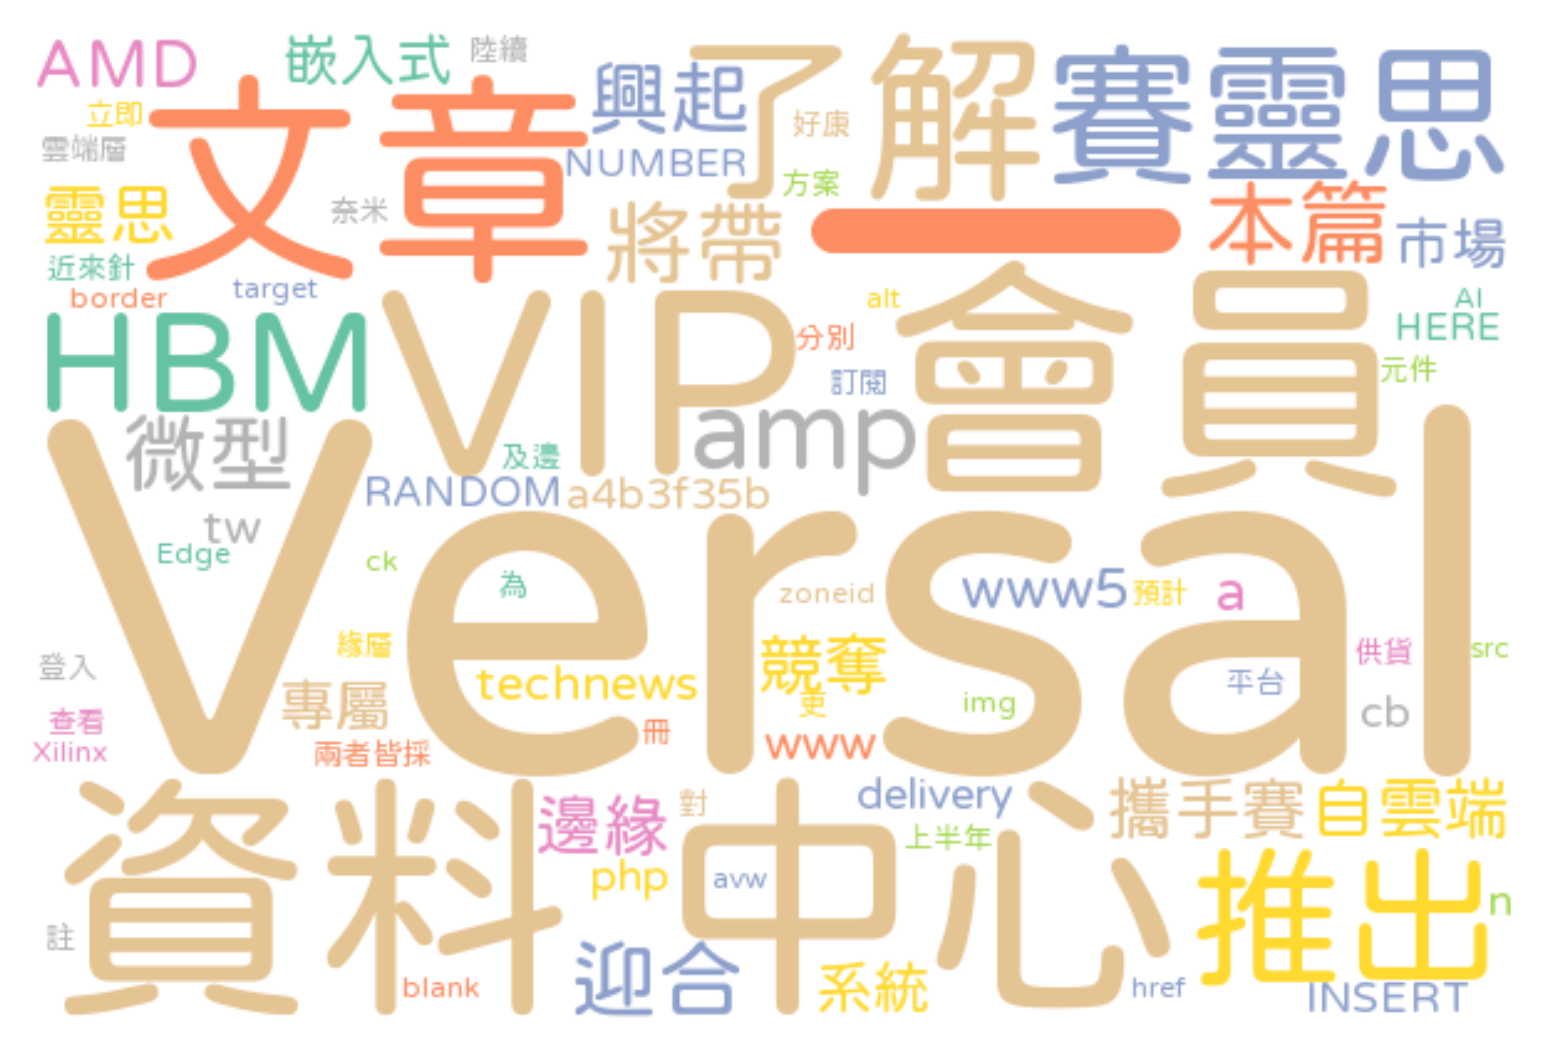 AMD 嵌入式 陸續 了解 賽靈思
立即 文章 興起 好康
雲端層 NUMBER 方案
靈思 奈米 將帶 一 本篇 市場
近來針 target
border VIP 會員 alt AI
HBM 分別 HERE
訂閱 元件
微型 amp
及邊
RANDOM a4b3f35b
tw Versal
Edge ck 為 zoneid www5 預計 a
登入 緣層 technews 競奪 供貨 src
專屬 更 img 平台 cb
查看 冊 www
Xilinx 兩者皆採
資料中心 邊緣 對 delivery 攜手賽 自雲端
上半年
php avw 推出 n
註 迎合 系統
blank href INSERT